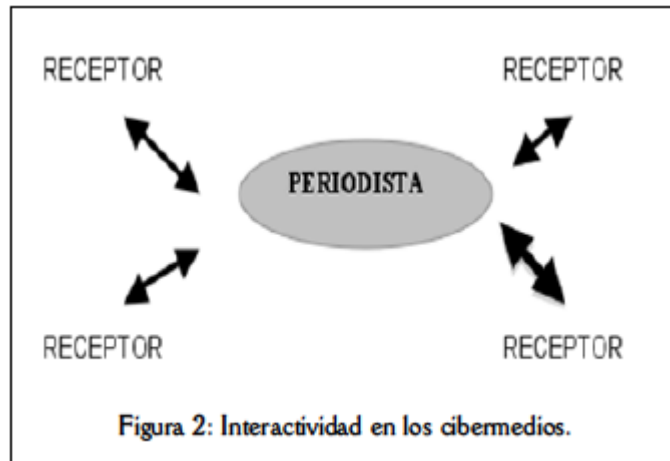 RECEPTOR RECEPTOR
PERIODISTA
RECEPTOR RECEPTOR
Figura 2: Interactividad en los cibermedios.